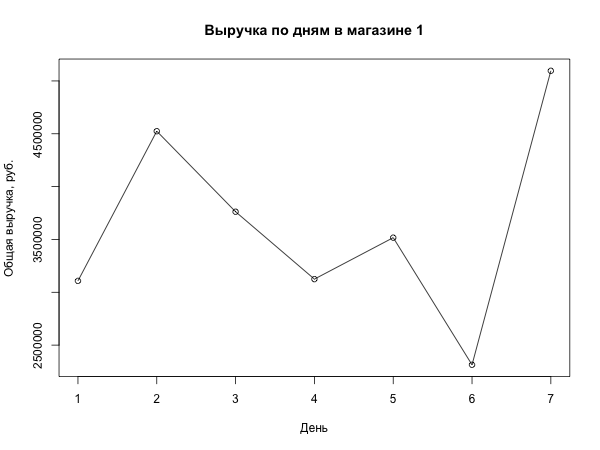 Выручка по дням в магазине 1
Общая выручка, руб.
4500000
3500000
2500000
1 2 3 4 5 6 7
День